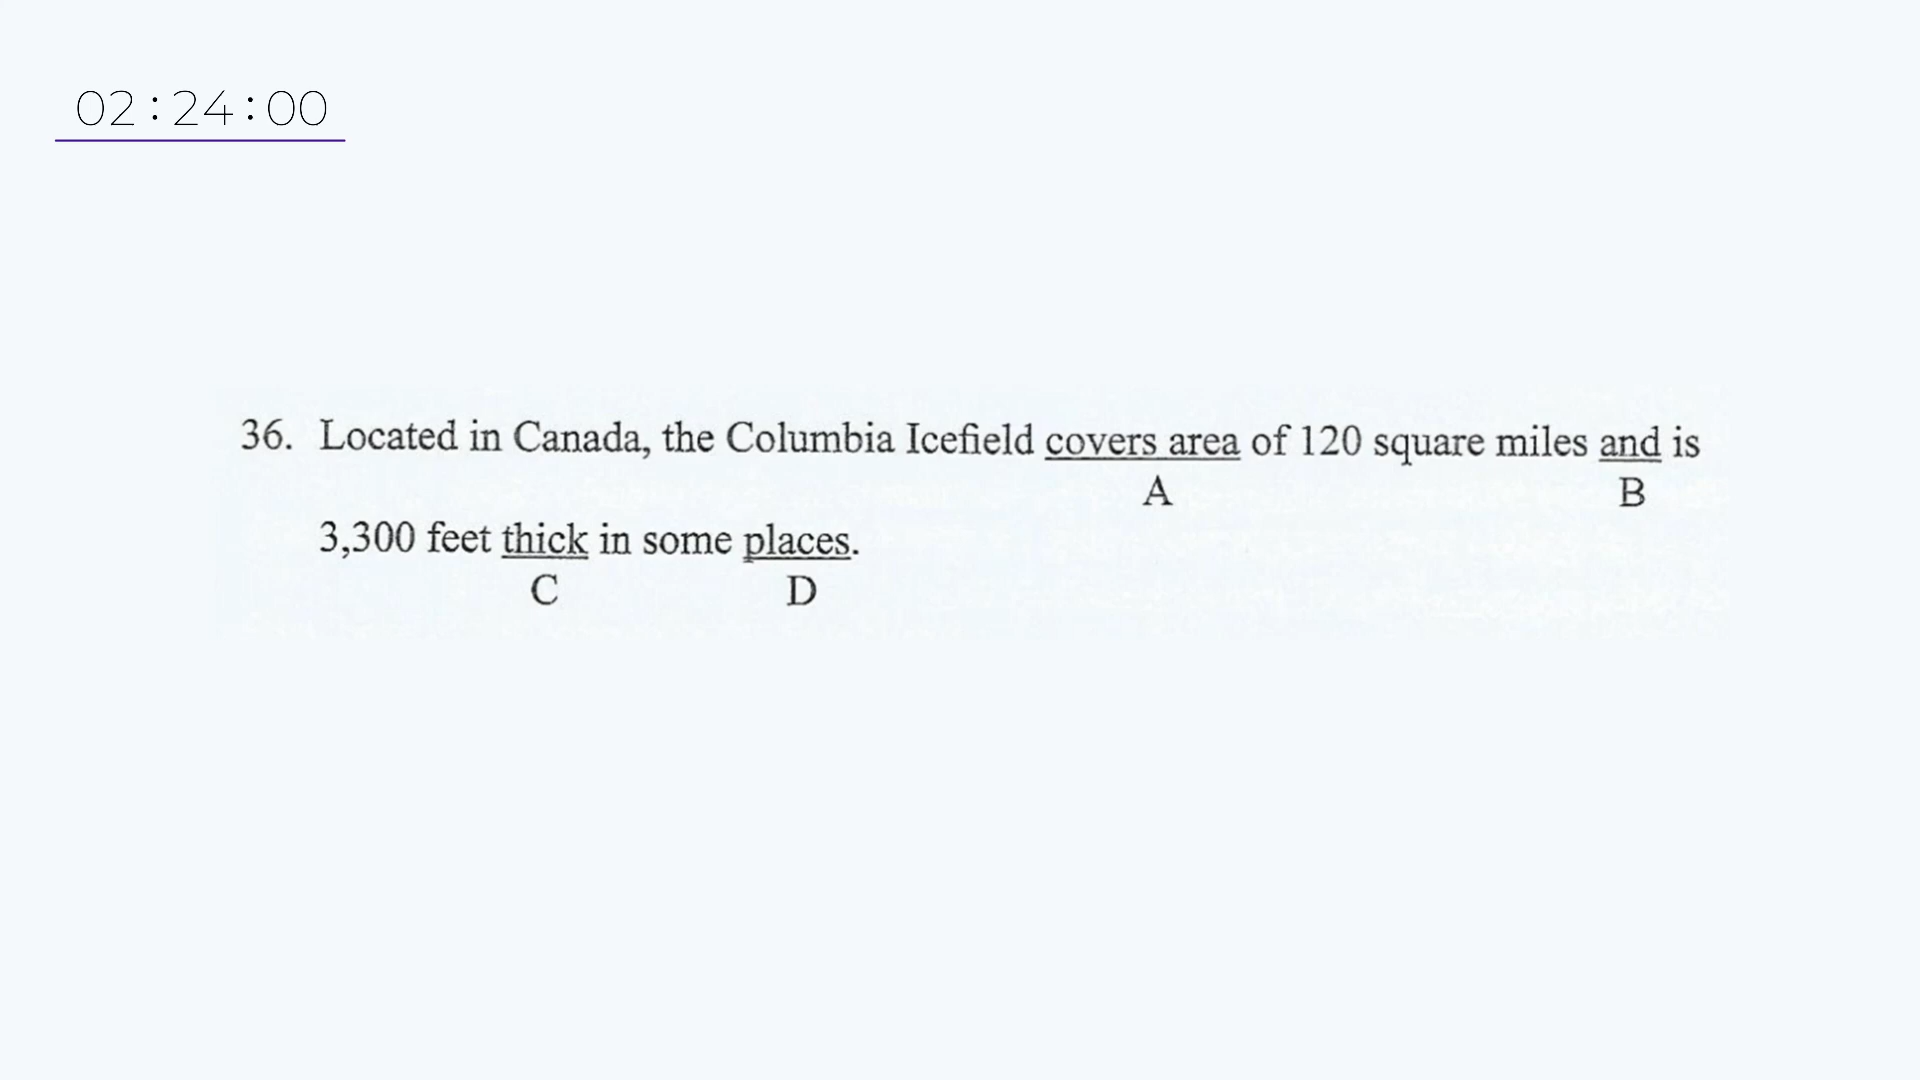 02:24:00
36. Located in Canada, the Columbia Icefield covers area of 120 square miles and is
A B
3,300 feet thick in some places.
C D